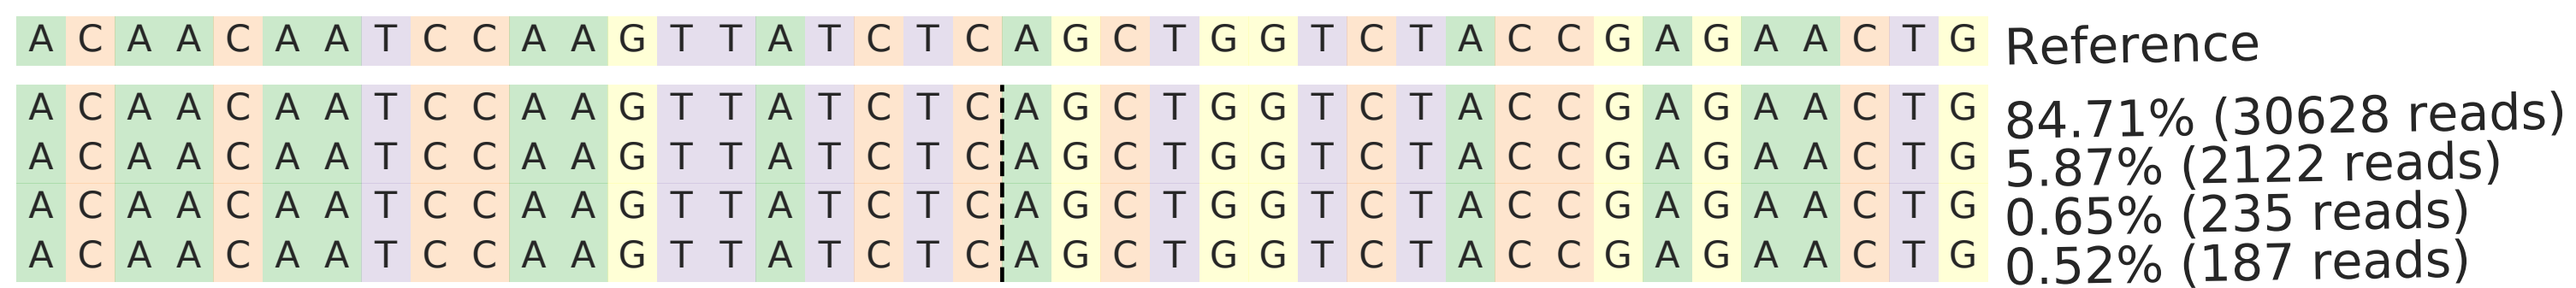 A C A A C A A T C C A A G T T A T C T C A G C T G G T C T A C C G A G A A C T G Reference
A C A A C A A T C C A A G T T A T C T C A G C T G G T C T A C C G A G A A C T G 84.71% (30628 reads)
A C A A C A A T C C A A G T T A T C T C A G C T G G T C T A C C G A G A A C T G 5.87% (2122 reads)
A C A A C A A T C C A A G T T A T C T C A G C T G G T C T A C C G A G A A C T G 0.65% (235 reads)
A C A A C A A T C C A A G T T A T C T C A G C T G G T C T A C C G A G A A C T G 0.52% (187 reads)